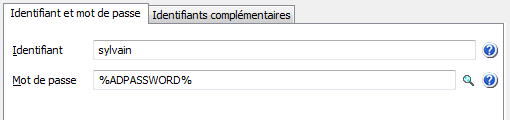 Identifiant et mot de passe Identifiants complémentaires
Identifiant sylvain
Mot de passe %ADPASSWORD%